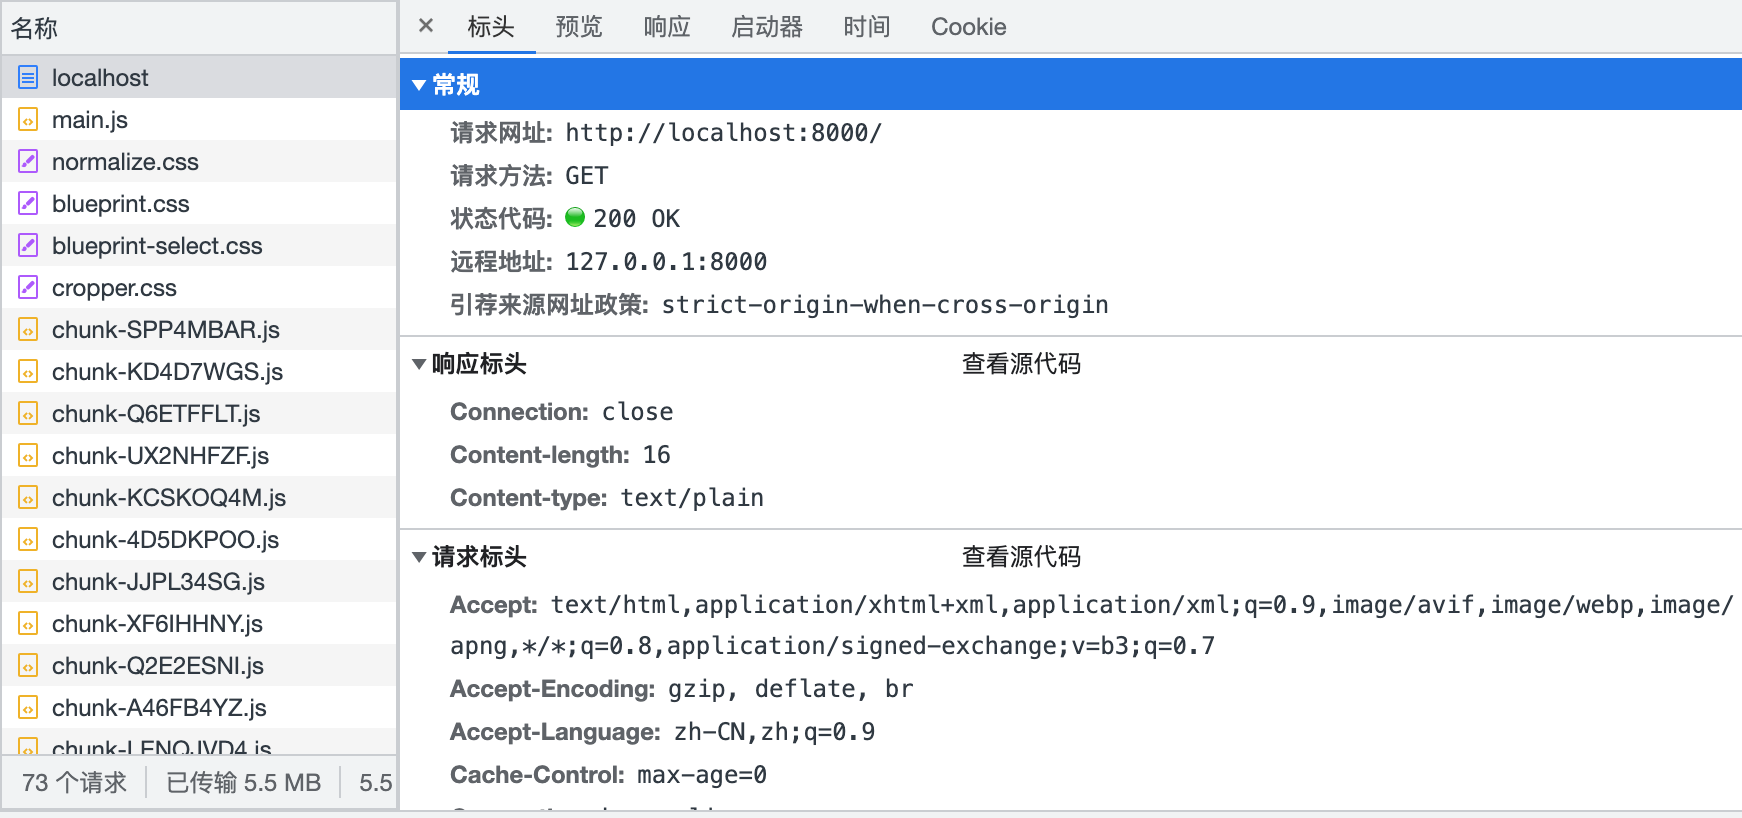 名称
localhost
main.js
normalize.css
blueprint.css
blueprint-select.css
cropper.css
chunk-SPP4MBAR.js
chunk-KD4D7WGS.js
chunk-Q6ETFFLT.js
chunk-UX2NHFZF.js
chunk-KCSKOQ4M.js
chunk-4D5DKPOO.js
chunk-JJPL34SG.js
chunk-XF6IHHNY.js
chunk-Q2E2ESNI.js
chunk-A46FB4YZ.js
73 个请求 已传输 5.5 MB 5.5
标头 预览 响应 启动器 时间 Cookie
常规
请求网址: http://localhost:8000/
请求方法: GET
状态代码: 200 OK
远程地址: 127.0.0.1:8000
引荐来源网址政策: strict-origin-when-cross-origin
响应标头 查看源代码
Connection: close
Content-length: 16
Content-type: text/plain
请求标头 查看源代码
Accept: text/html,application/xhtml+xml,application/xml;q=0.9,image/avif,image/webp,image/
apng,*/*;q=0.8,application/signed-exchange;v=b3;q=0.7
Accept-Encoding: gzip, deflate, br
Accept-Language: zh-CN,zh;q=0.9
Cache-Control: max-age=0